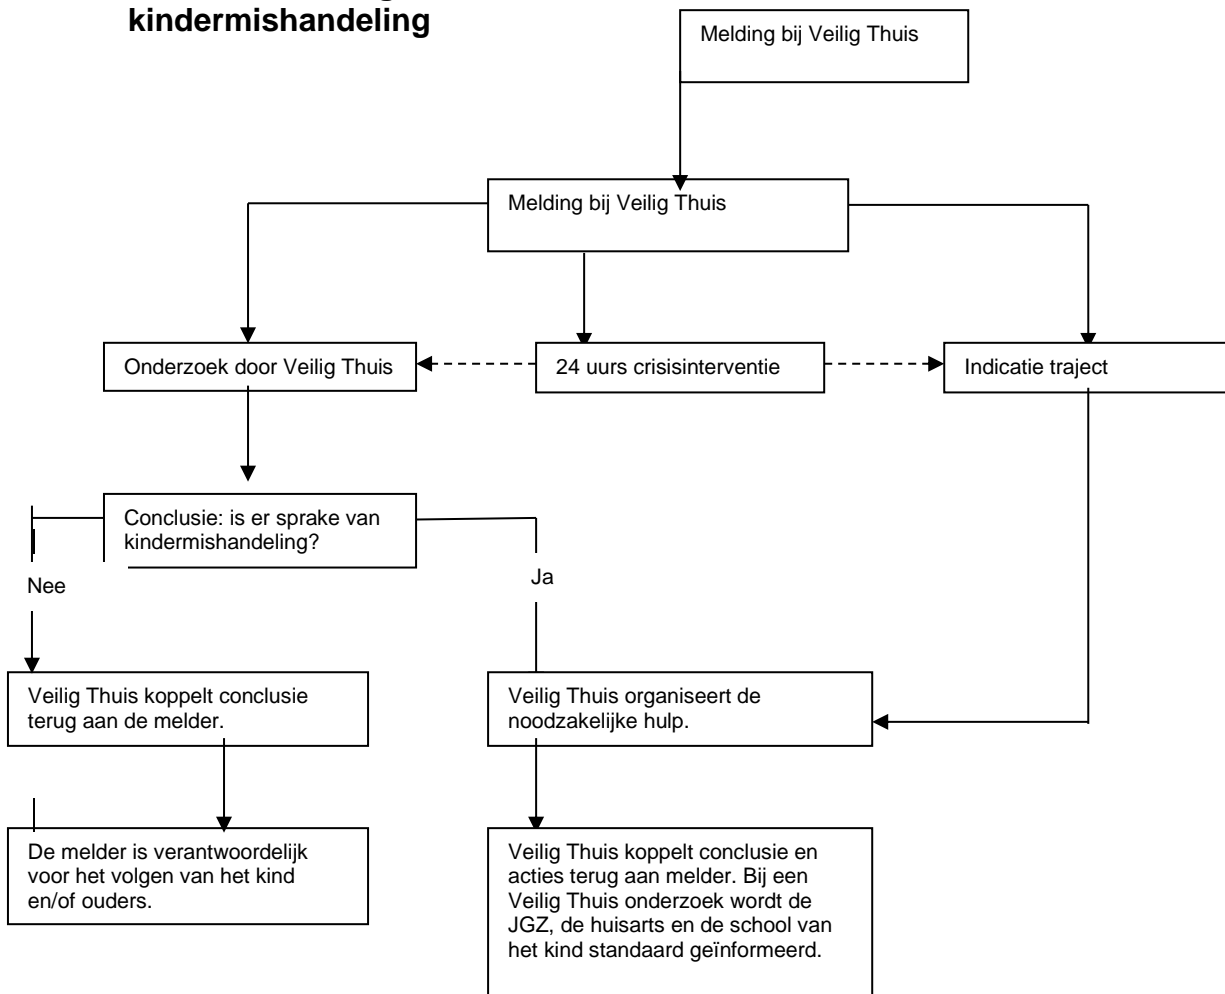 kindermishandeling
Melding bij Veilig Thuis
Melding bij Veilig Thuis
Onderzoek door Veilig Thuis
24 uurs crisisinterventie
Indicatie traject
Conclusie: is er sprake van
kindermishandeling?
Nee
Ja
Veilig Thuis koppelt conclusie
terug aan de melder.
Veilig Thuis organiseert de
noodzakelijke hulp.
De melder is verantwoordelijk
voor het volgen van het kind
en/of ouders.
Veilig Thuis koppelt conclusie en
acties terug aan melder. Bij een
Veilig Thuis onderzoek wordt de
JGZ, de huisarts en de school van
het kind standaard geïnformeerd.